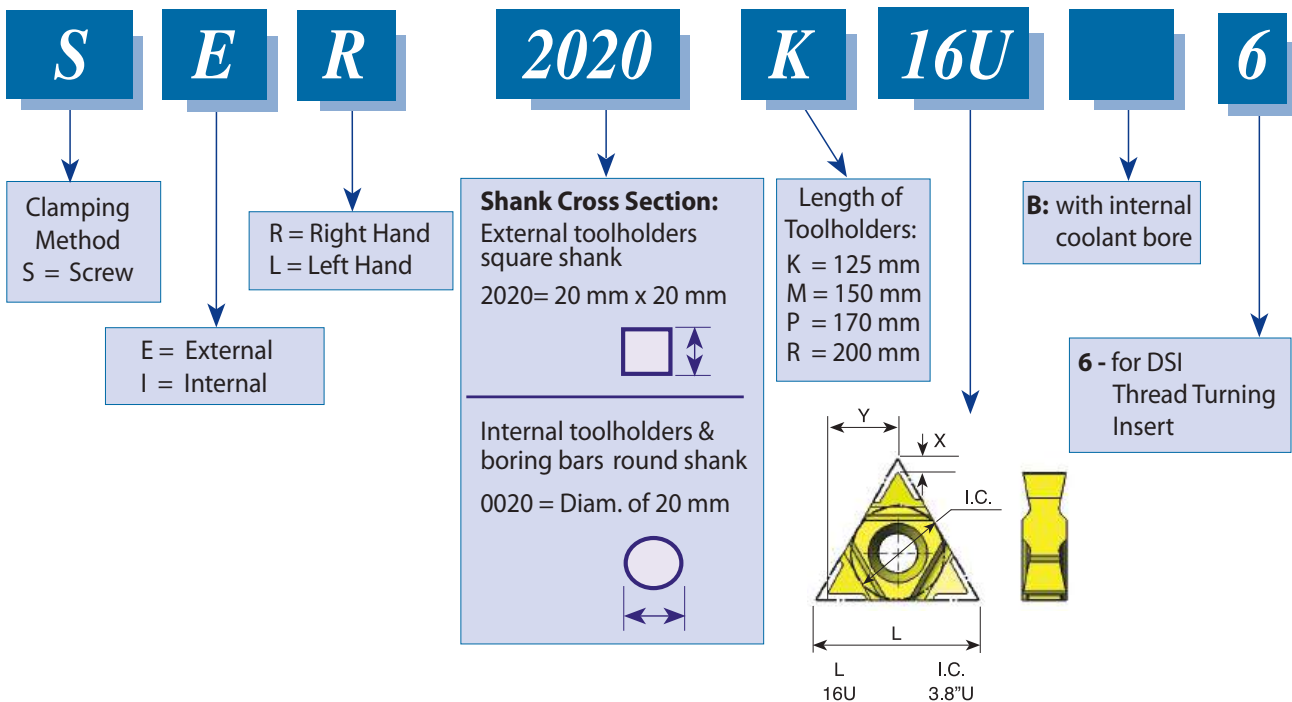 S E R 2020 K 16U 6
Clamping
Method
S = Screw
E = External
I = Internal
R = Right Hand
L = Left Hand
Shank Cross Section:
External toolholders
square shank
2020= 20 mm x 20 mm
Internal toolholders &
boring bars round shank
0020 = Diam. of 20 mm
Length of
Toolholders:
K = 125 mm
M = 150 mm
P = 170 mm
R = 200 mm
B: with internal
coolant bore
6 - for DSI
Thread Turning
Insert
Y
X
I.C.
L
L I.C.
16U 3.8”U